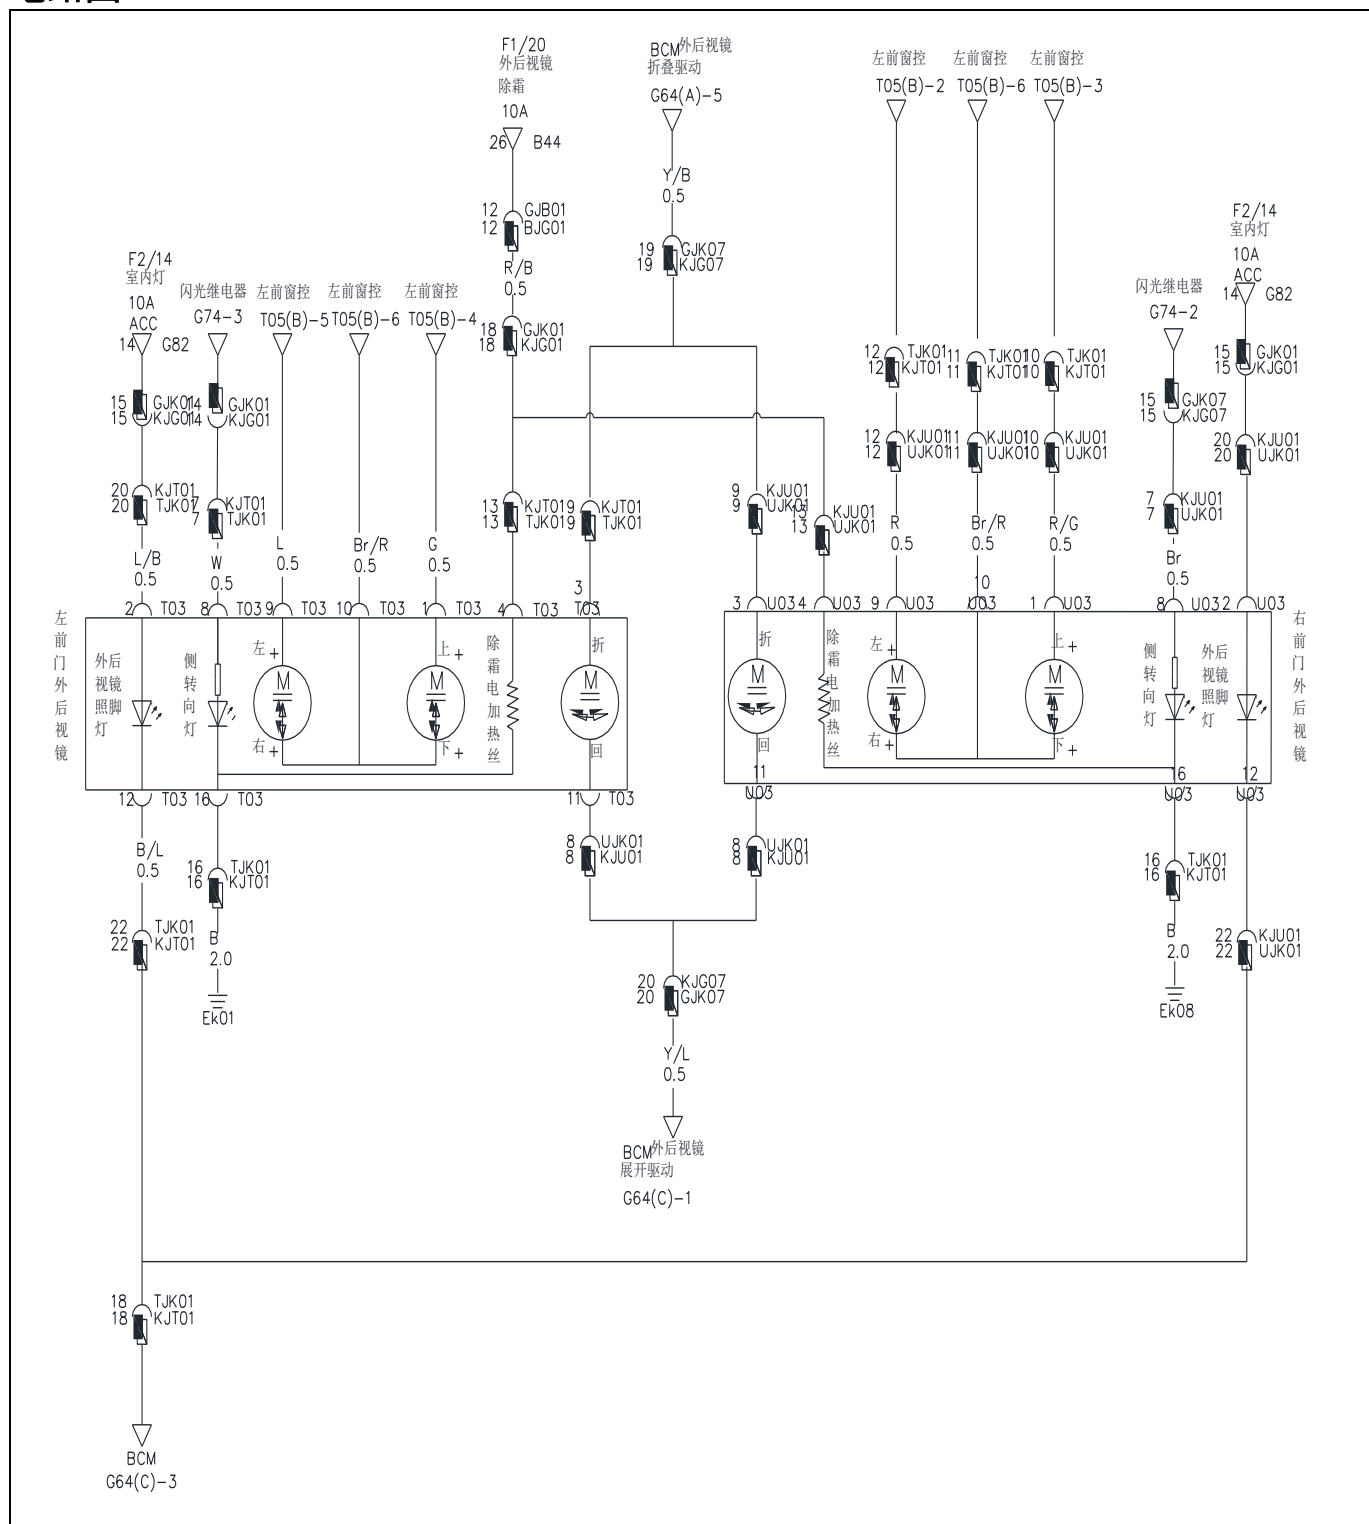 F1/20
外后视镜
除霜
10A
26 B44
BCM外后视镜
折叠驱动
G64(A)-5
左前窗控
T05(B)-2
左前窗控
T05(B)-6
左前窗控
T05(B)-3
Y/B
0.5
12 GJB01
12 BJG01
19 GJK07
19 KJG07
R/B
0.5
18 GJK01
18 KJG01
F2/14
室内灯
10A
ACC
14 G82
闪光继电器
G74-3
左前窗控
T05(B)-5
左前窗控
T05(B)-6
左前窗控
T05(B)-4
F2/14
室内灯
10A
ACC
14 G82
闪光继电器
G74-2
15 GJK01
15 KJG01
14 GJK01
14 KJG01
12 TJK01
12 KJT01
11 TJK01
11 KJT01
10 TJK01
10 KJT01
15 GJK07
15 KJG07
15 GJK01
15 KJG01
12 KJU01
12 UJK01
11 KJU01
11 UJK01
10 KJU01
10 UJK01
20 KJU01
20 UJK01
20 KJT01
20 TJK01
7 KJT01
7 TJK01
13 KJT01
13 TJK01
9 KJT01
9 TJK01
9 KJU01
9 UJK01
13 KJU01
13 UJK01
7 KJU01
7 UJK01
L/B
0.5
W
0.5
L
0.5
Br/R
0.5
G
0.5
R
0.5
Br/R
0.5
R/G
0.5
Br
0.5
2 T03
8 T03
9 T03
10 T03
1 T03
4 T03
3
T03
3 U03
4 U03
9 U03
10
U03
1 U03
8 U03
2 U03
左前门外后视镜
外后
视镜
照脚
灯
侧转向灯
左 +
M
右 +
上 +
M
下 +
除霜电加热丝
折
M
回
折
M
回
除霜电加热丝
左 +
M
右 +
上 +
M
下 +
侧转向灯
外后
视镜
照脚
灯
右前门外后视镜
12 T03
16 T03
11 T03
11
U03
16
U03
12
U03
B/L
0.5
16 TJK01
16 KJT01
8 UJK01
8 KJU01
8 UJK01
8 KJU01
16 TJK01
16 KJT01
22 TJK01
22 KJT01
B
2.0
Ek01
B
2.0
Ek08
22 KJU01
22 UJK01
20 KJG07
20 GJK07
Y/L
0.5
BCM外后视镜
展开驱动
G64(C)-1
18 TJK01
18 KJT01
BCM
G64(C)-3